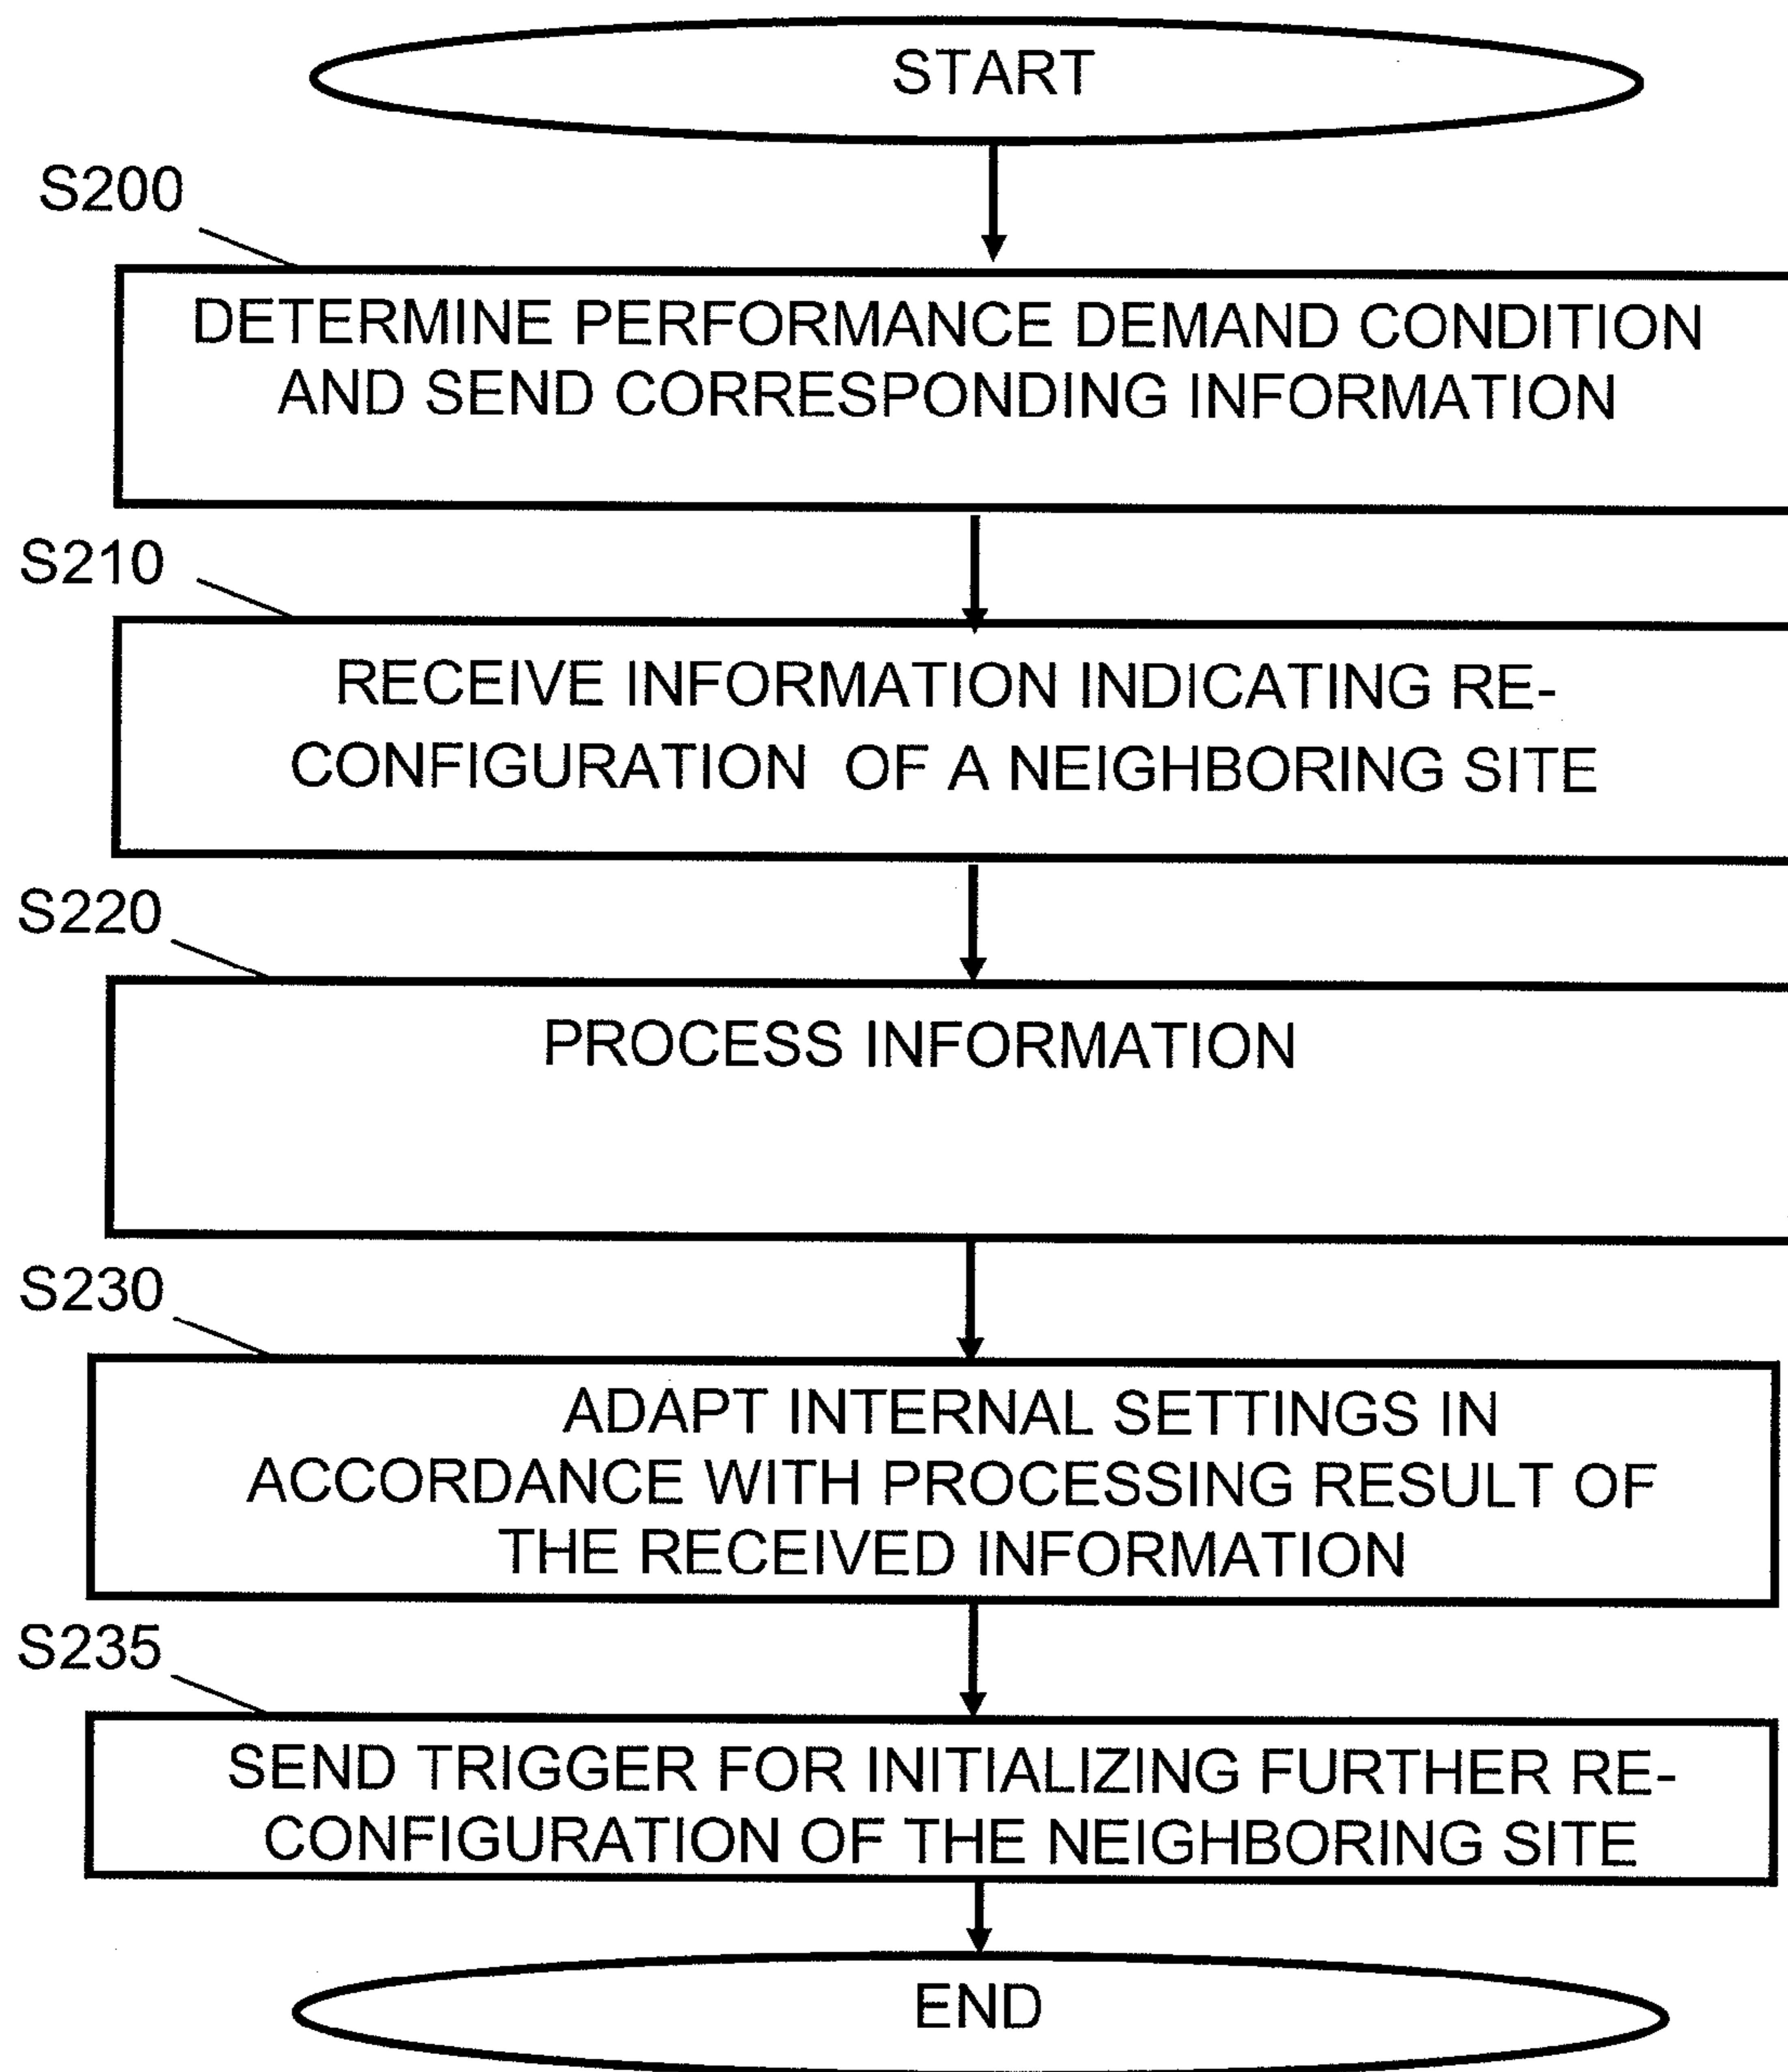 START
S200
DETERMINE PERFORMANCE DEMAND CONDITION
AND SEND CORRESPONDING INFORMATION
S210
RECEIVE INFORMATION INDICATING RE-
CONFIGURATION OF A NEIGHBORING SITE
S220
PROCESS INFORMATION
S230
ADAPT INTERNAL SETTINGS IN
ACCORDANCE WITH PROCESSING RESULT OF
THE RECEIVED INFORMATION
S235
SEND TRIGGER FOR INITIALIZING FURTHER RE-
CONFIGURATION OF THE NEIGHBORING SITE
END